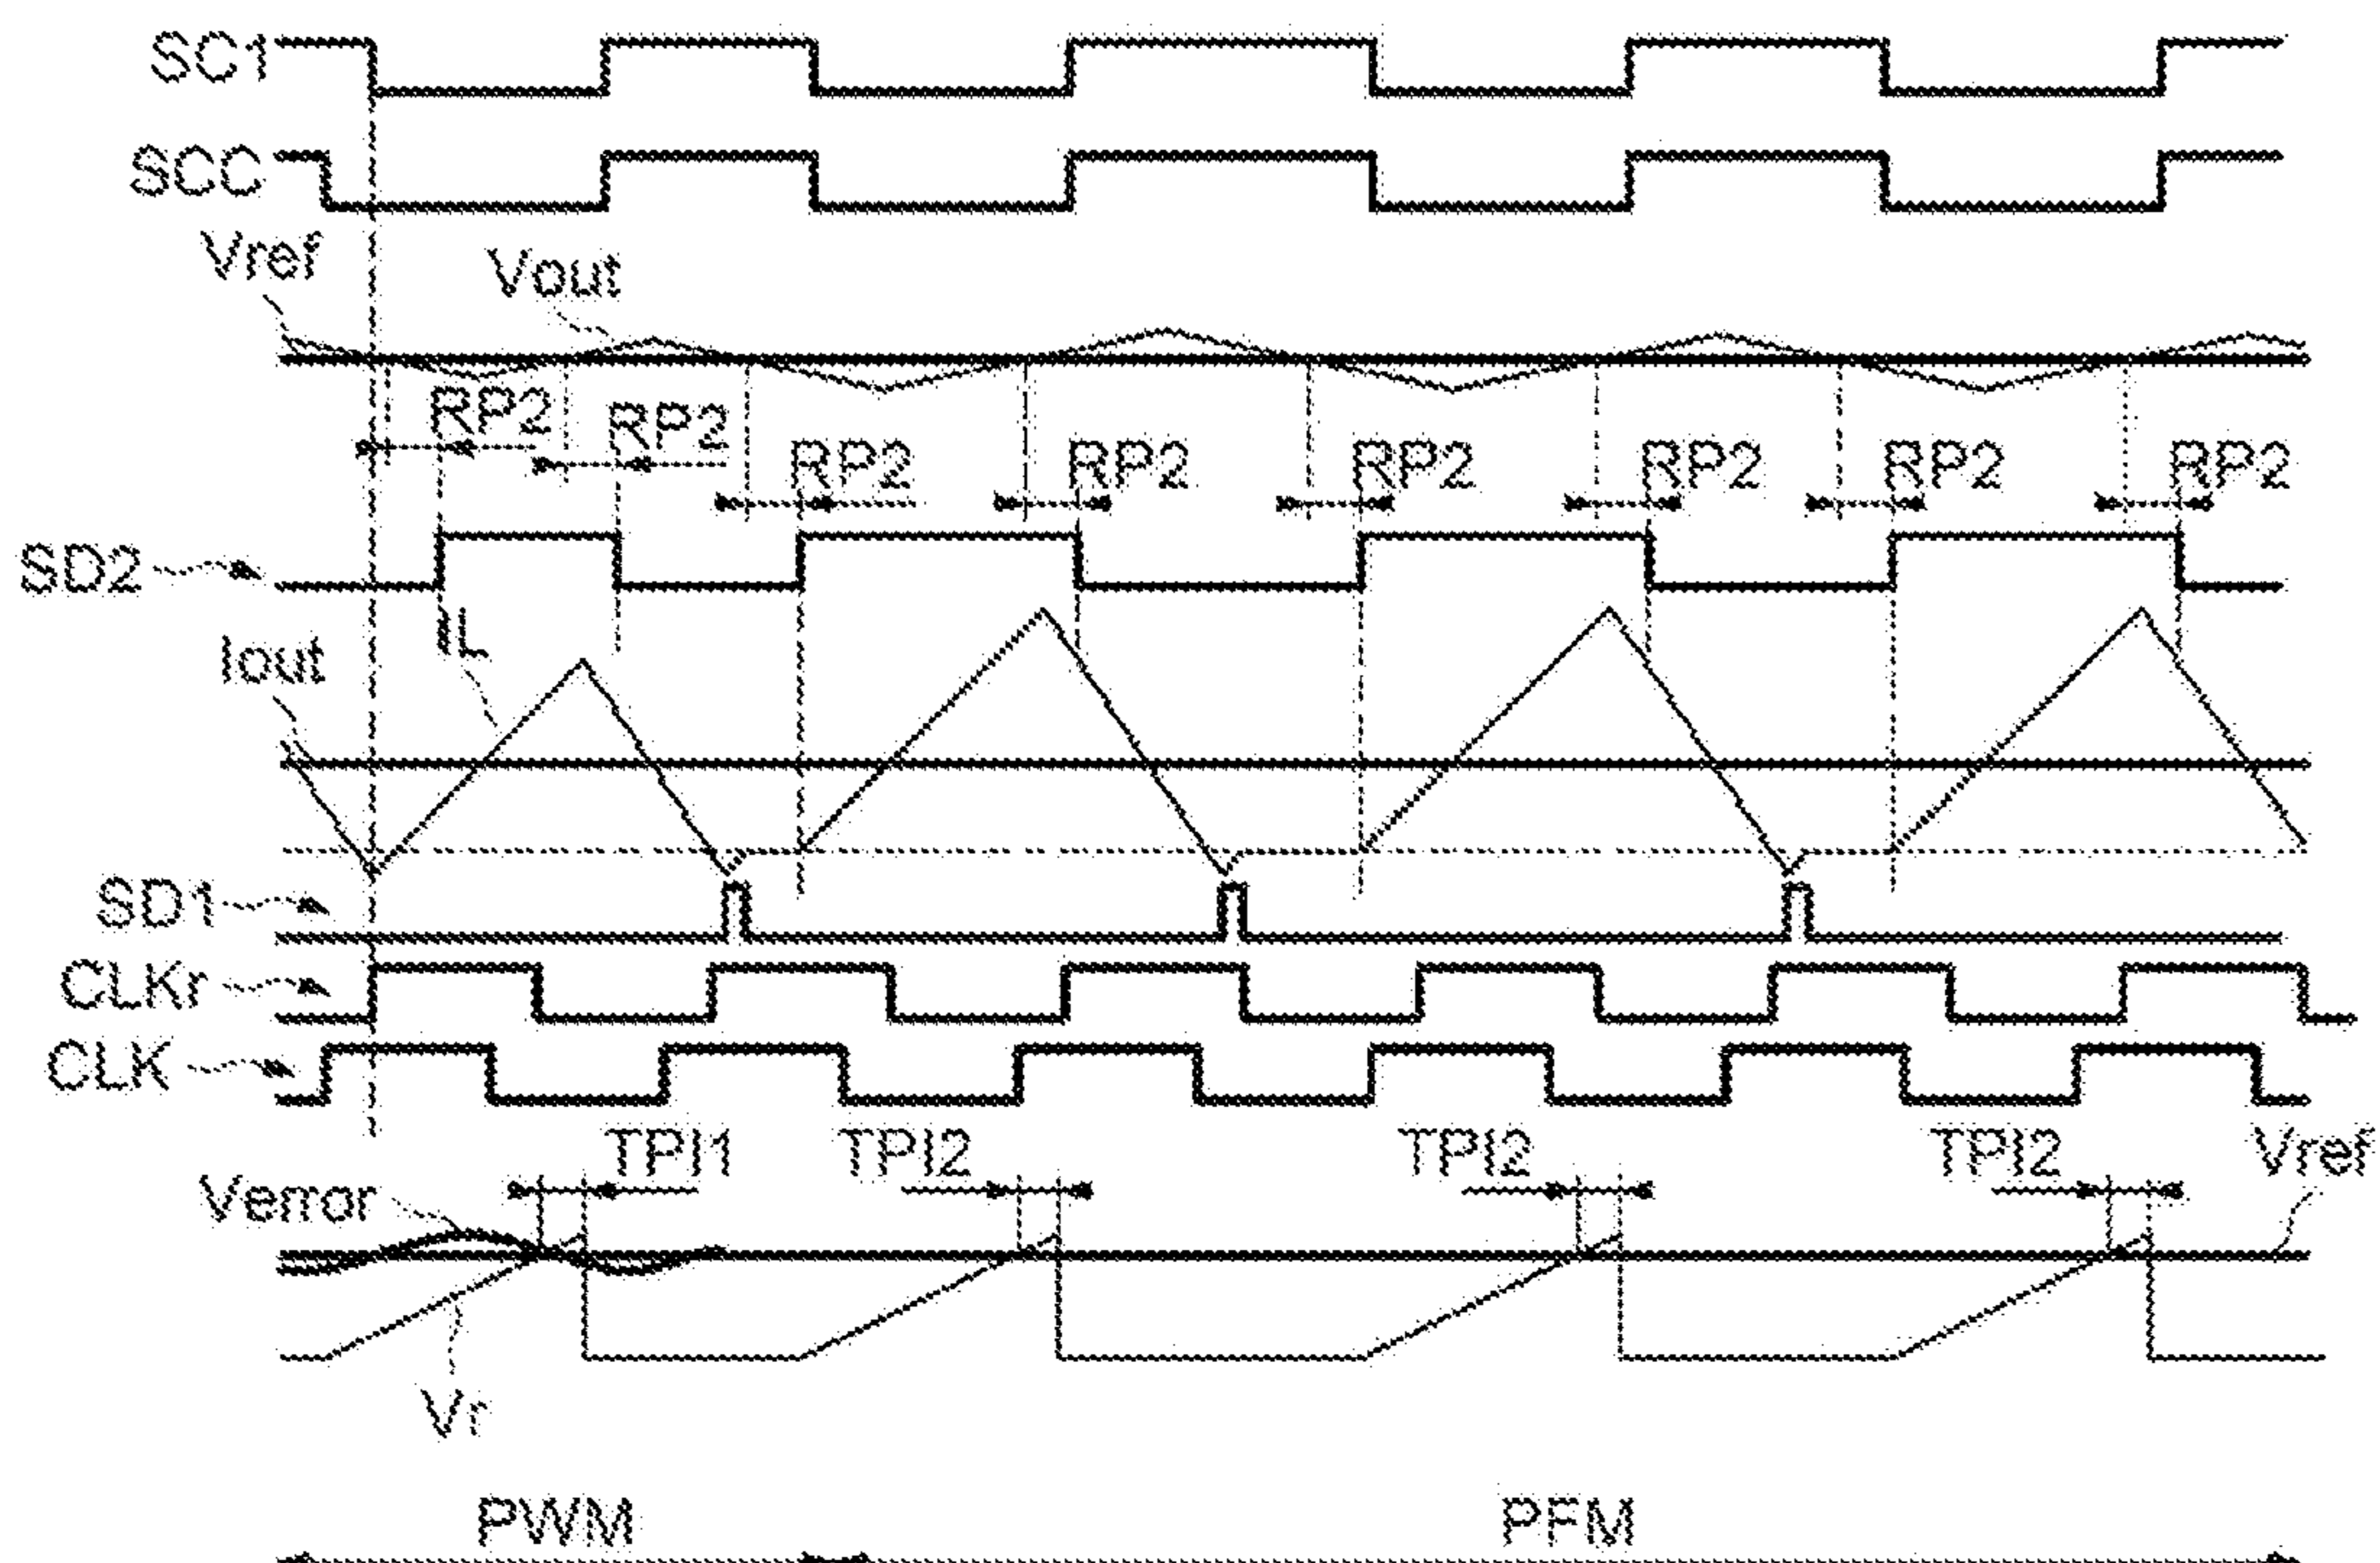 SC1
SCC
Vref
Vout
RP2 RP2 RP2 RP2 RP2 RP2 RP2 RP2
SD2
IL
Iout
SD1
CLKr
CLK
TPI1 TPI2 TPI2 TPI2 Vref
Verror
Vr
PWM PFM